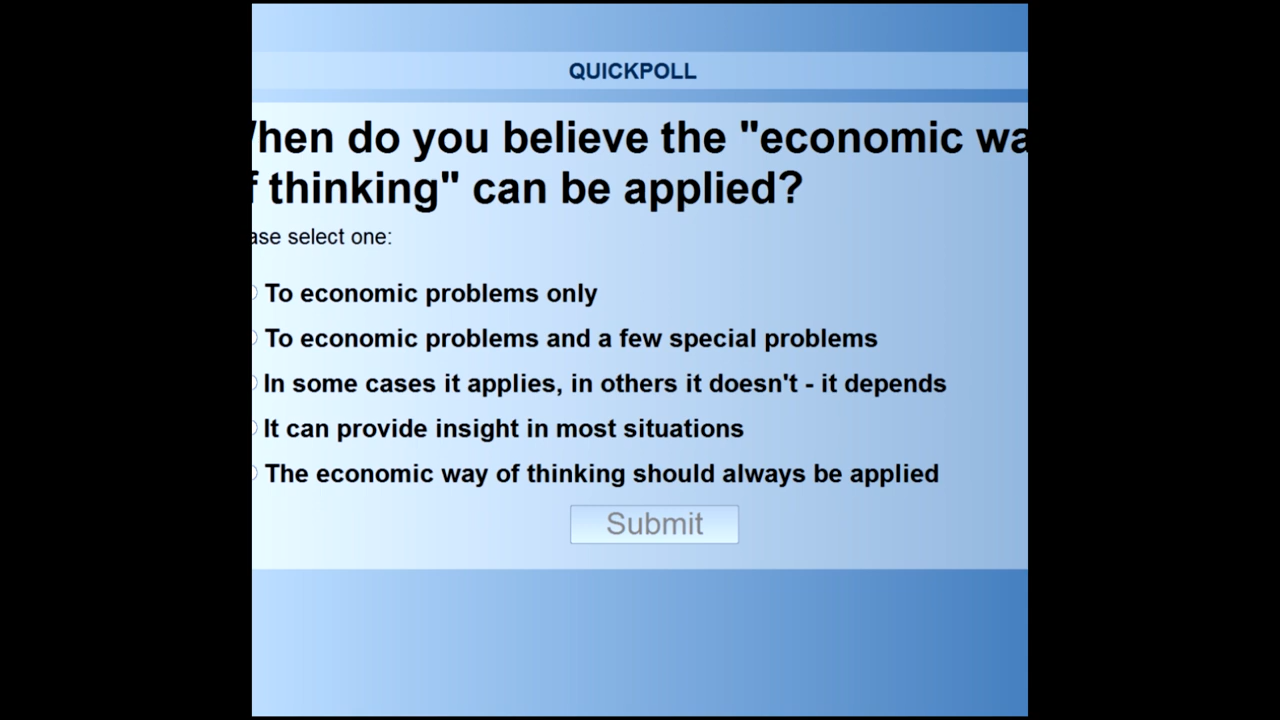 QUICKPOLL
When do you believe the "economic wa
f thinking" can be applied?
ase select one:
To economic problems only
To economic problems and a few special problems
In some cases it applies, in others it doesn't - it depends
It can provide insight in most situations
The economic way of thinking should always be applied
Submit